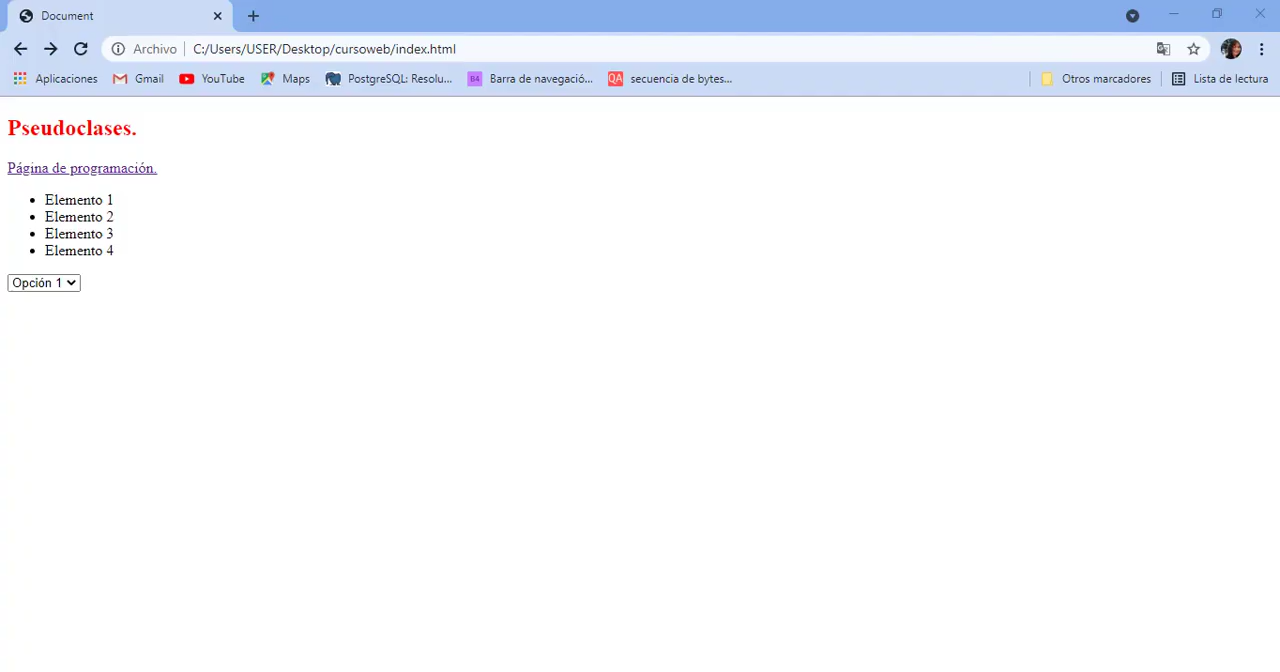 Document
Archivo C:/Users/USER/Desktop/cursoweb/index.html
Aplicaciones Gmail YouTube Maps PostgreSQL: Resolu... B4 Barra de navegació... QA secuencia de bytes... Otros marcadores Lista de lectura
Pseudoclases.
Página de programación.
Elemento 1
Elemento 2
Elemento 3
Elemento 4
Opción 1